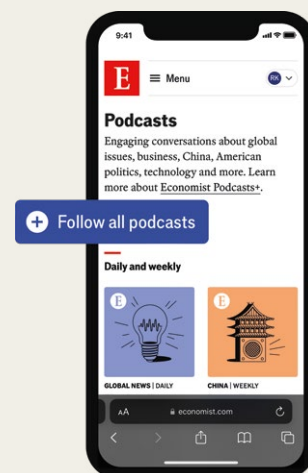 9:41
E
Menu
RK
Podcasts
Engaging conversations about global
issues, business, China, American
politics, technology and more. Learn
more about Economist Podcasts+.
Follow all podcasts
Daily and weekly
E
E
GLOBAL NEWS | DAILY
CHINA | WEEKLY
AA
economist.com